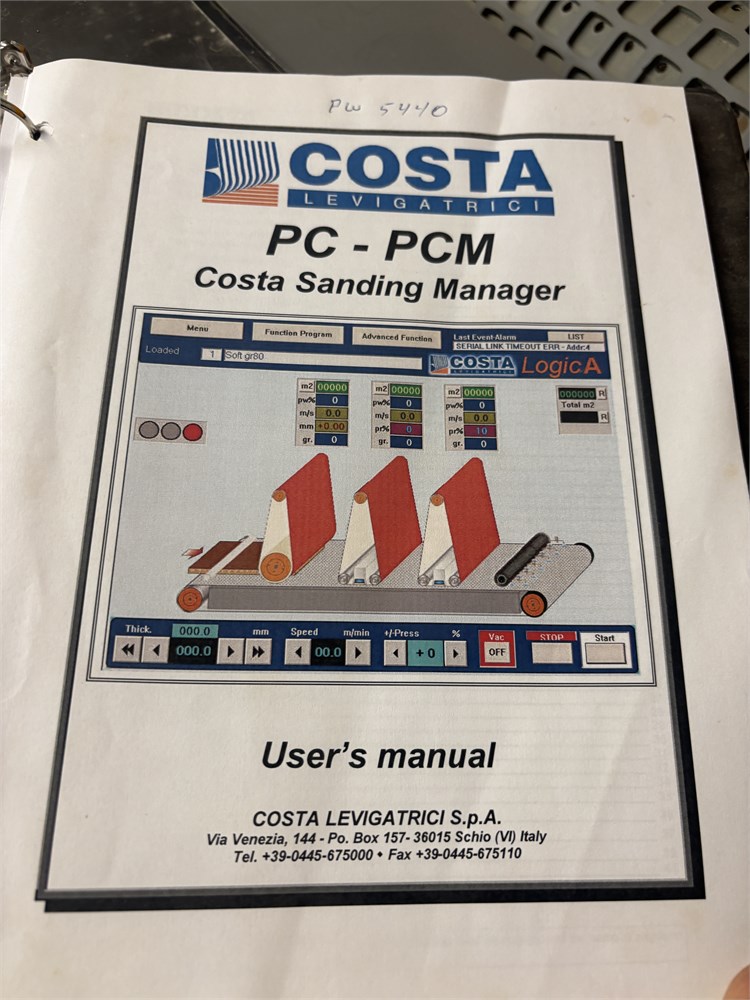 PW 5440
COSTA
LEVIGATRICI
PC - PCM
Costa Sanding Manager
Menu
Function Program
Advanced Function
Last Event-Alarm
LIST
SERIAL LINK TIMEOUT ERR - Addr:4
Loaded
1
Soft gr80
COSTA
LogicA
m2 00000
pw% 0
m/s 0.0
mm +0.00
gr. 0
m2 00000
pw% 0
m/s 0.0
pr% 0
gr. 0
m2 00000
pw% 0
m/s 0.0
pr% 10
gr. 0
000000 R
Total m2
R
Thick. 000.0 mm
000.0
Speed m/min
00.0
+/-Press %
+ 0
Vac
OFF
STOP
Start
User's manual
COSTA LEVIGATRICI S.p.A.
Via Venezia, 144 - Po. Box 157- 36015 Schio (VI) Italy
Tel. +39-0445-675000 • Fax +39-0445-675110